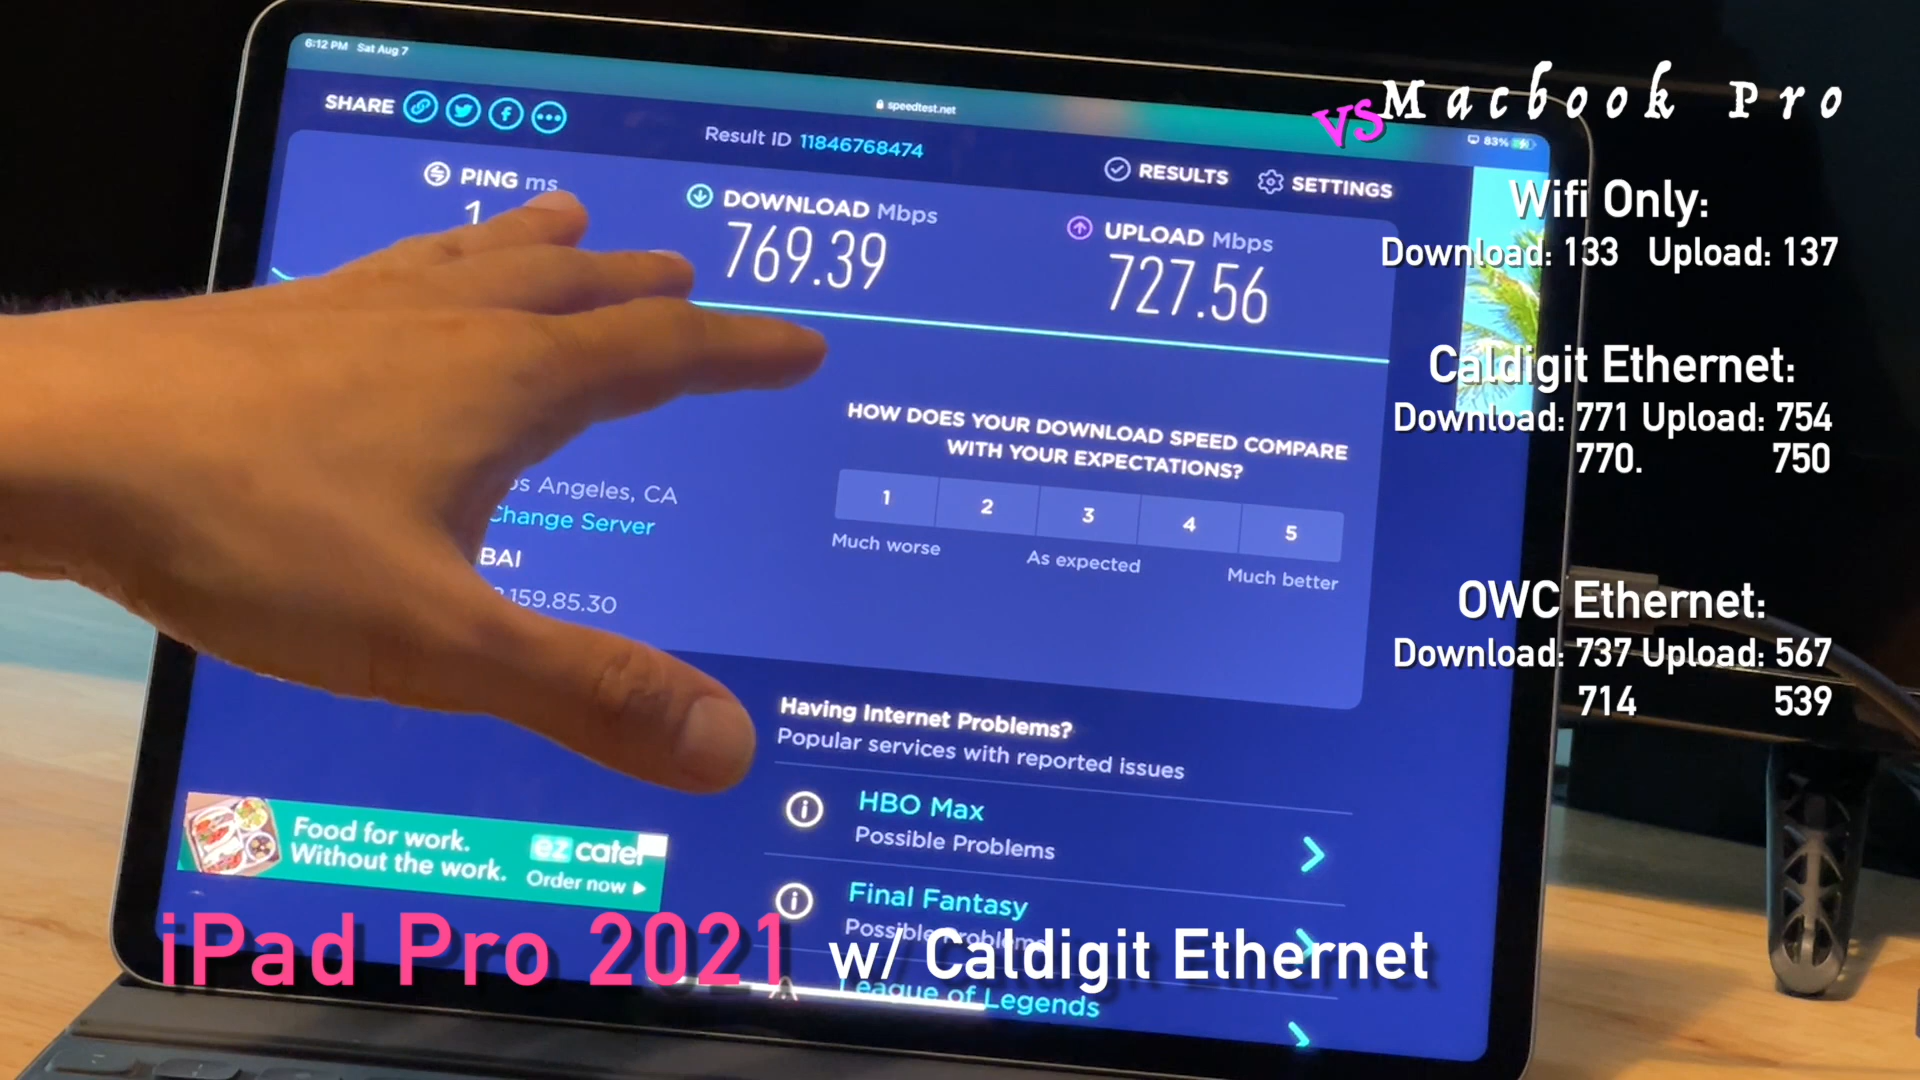 6:12 PM Sat Aug 7
speedtest.net
83%
vs Macbook Pro
SHARE
Result ID 11846768474
RESULTS
SETTINGS
PING ms
1
DOWNLOAD Mbps
769.39
UPLOAD Mbps
727.56
Wifi Only:
Download: 133 Upload: 137
Caldigit Ethernet:
Download: 771 Upload: 754
770. 750
OWC Ethernet:
Download: 737 Upload: 567
714 539
HOW DOES YOUR DOWNLOAD SPEED COMPARE
WITH YOUR EXPECTATIONS?
1 2 3 4 5
Much worse As expected Much better
os Angeles, CA
Change Server
BAI
159.85.30
Having Internet Problems?
Popular services with reported issues
HBO Max
Possible Problems
Final Fantasy
Possible Problems
League of Legends
Food for work.
Without the work.
ez cater
Order now
iPad Pro 2021 w/ Caldigit Ethernet